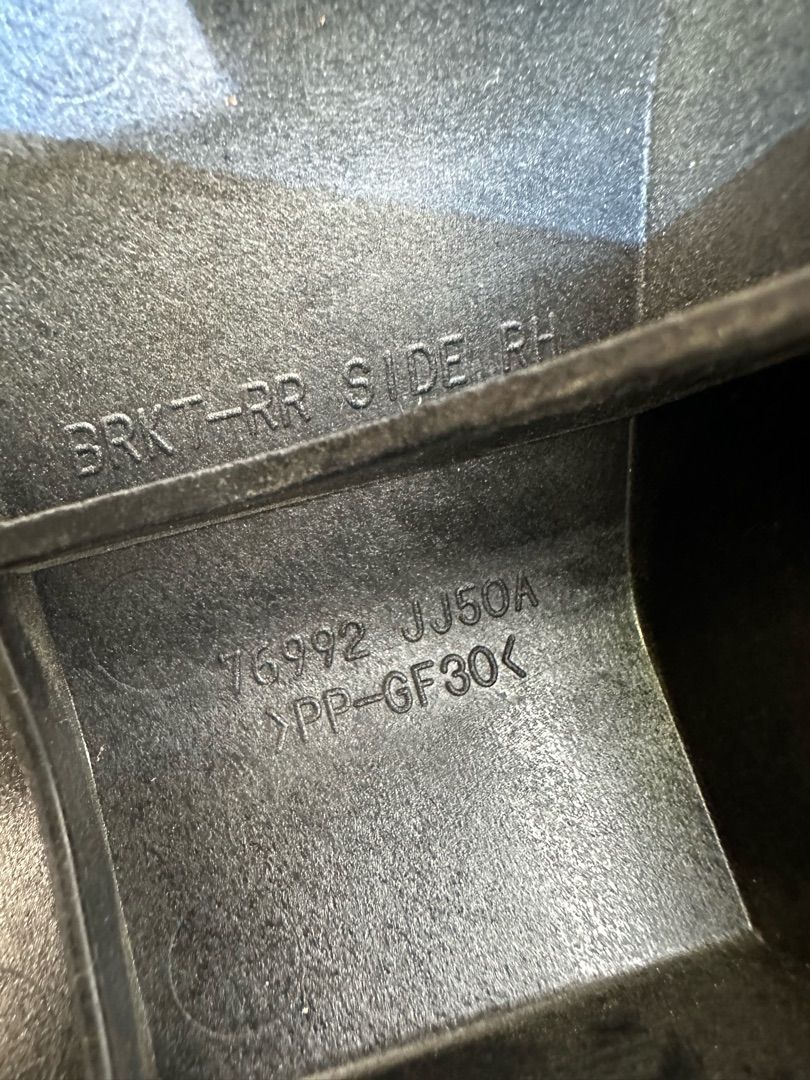 BRKT-RR SIDE RH
76992 JJ50A
>PP-GF30<